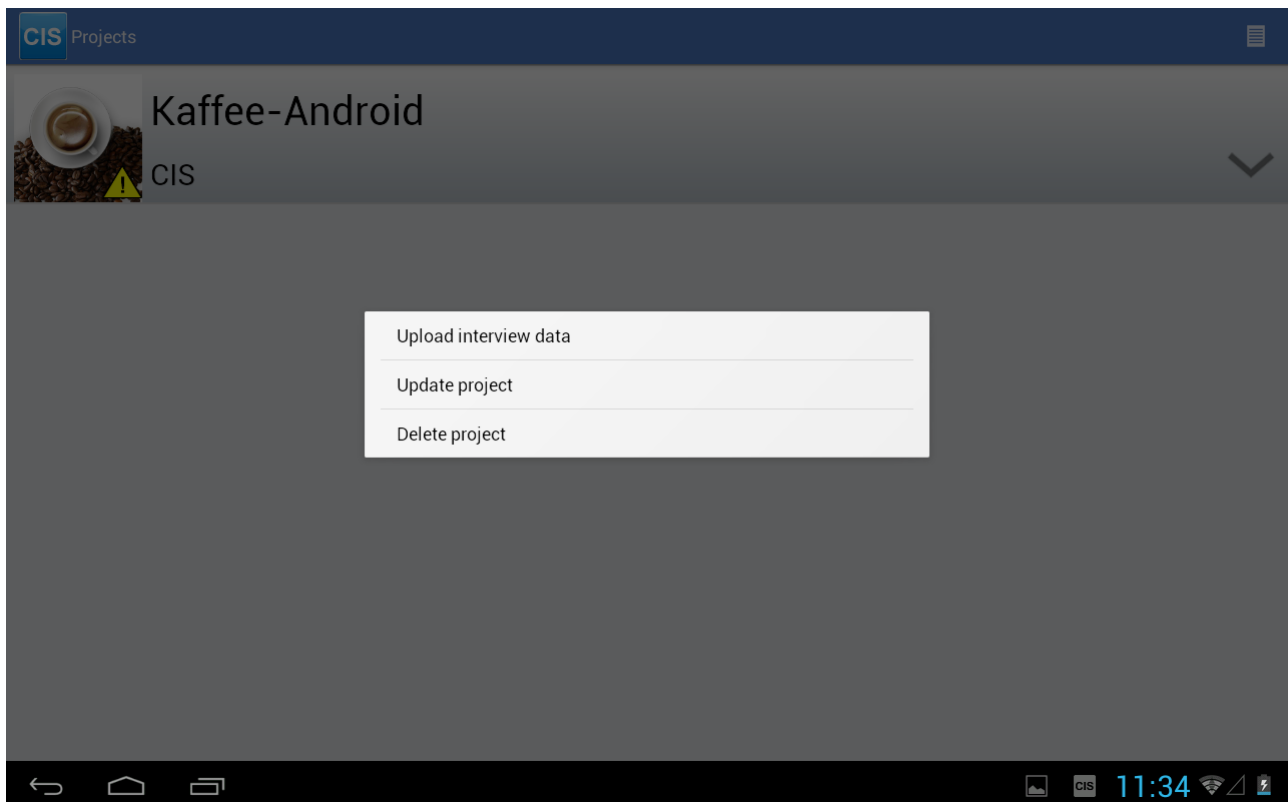 CIS Projects
Kaffee-Android
CIS
Upload interview data
Update project
Delete project
CIS 11:34